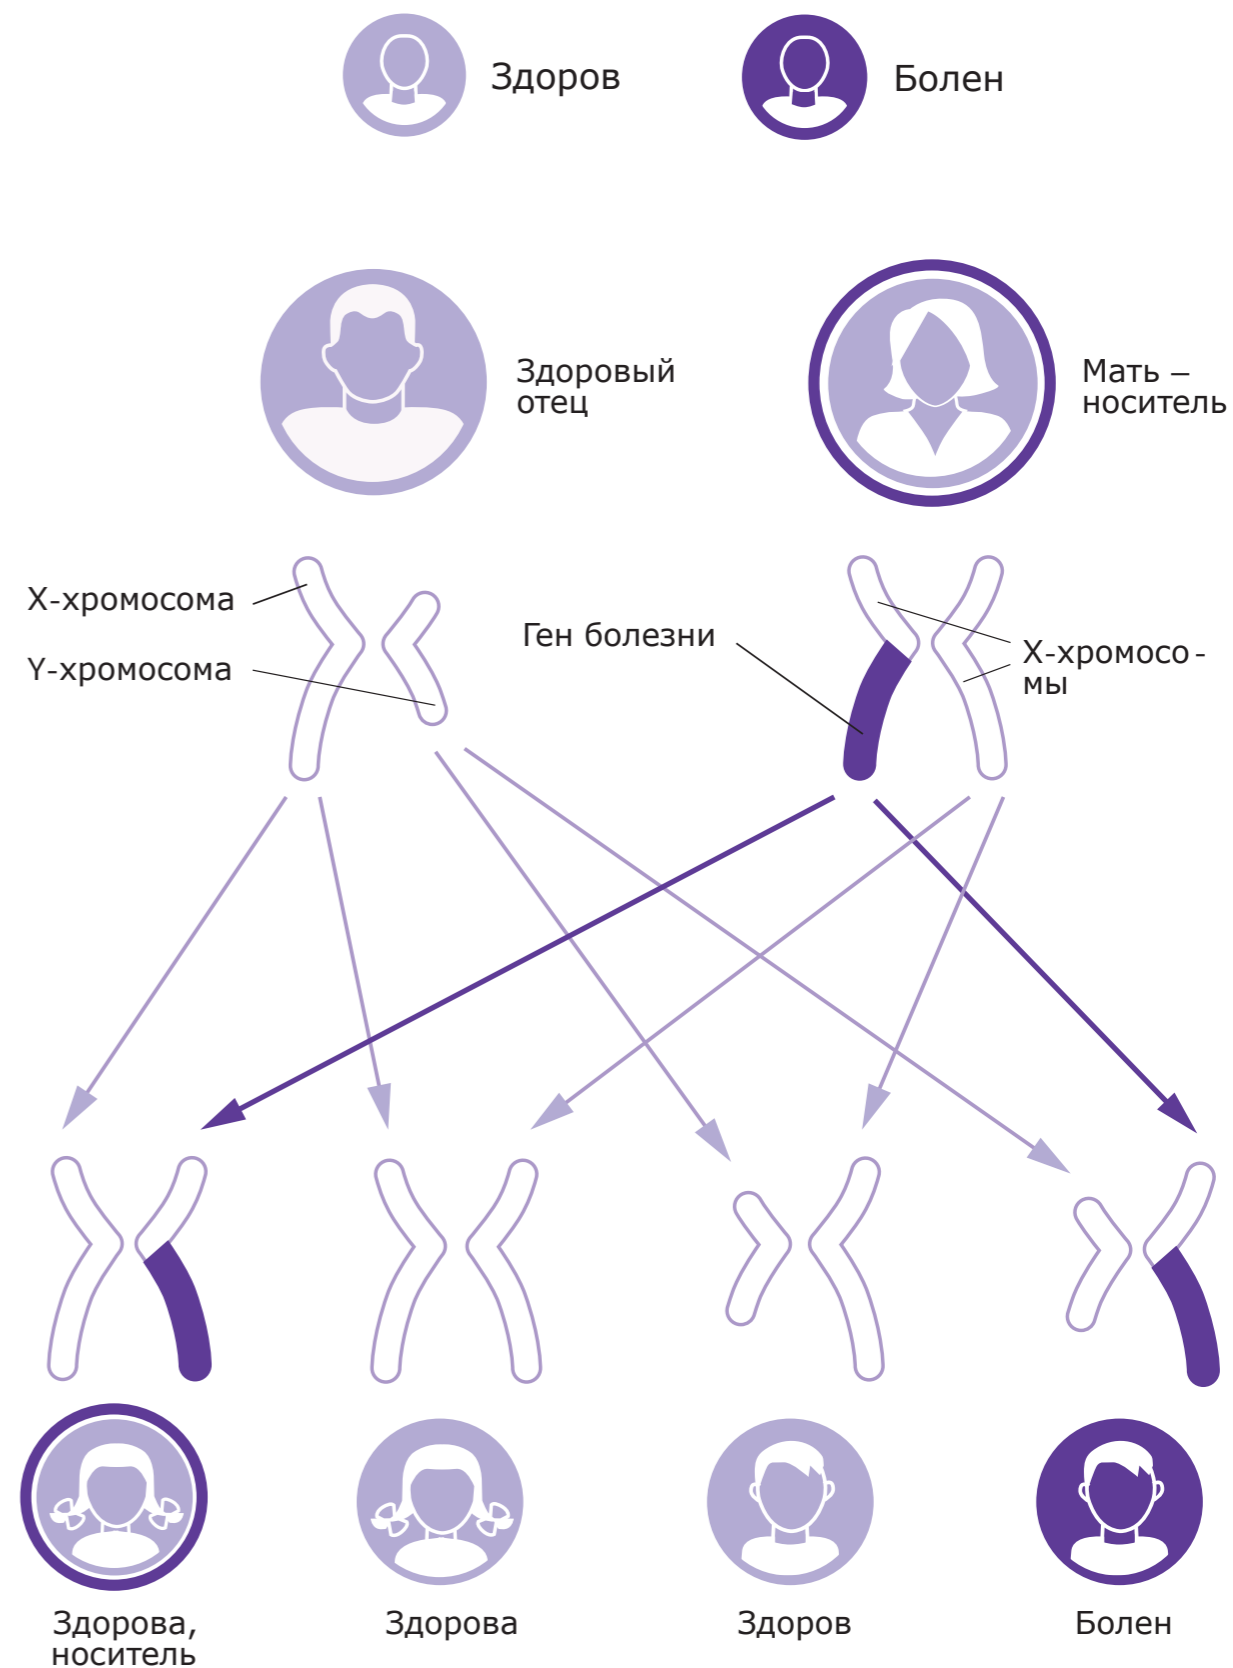 Здоров
Болен
Здоровый
отец
Мать –
носитель
X-хромосома
Y-хромосома
Ген болезни
X-хромосо-
мы
Здорова,
носитель
Здорова
Здоров
Болен